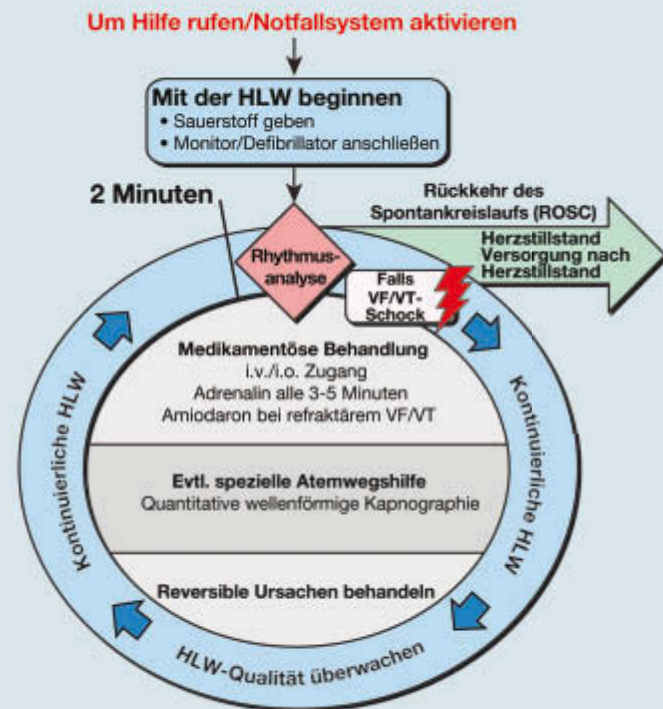 Um Hilfe rufen/Notfallsystem aktivieren
Mit der HLW beginnen
• Sauerstoff geben
• Monitor/Defibrillator anschließen
2 Minuten
Rückkehr des
Spontankreislaufs (ROSC)
Herzstillstand
Versorgung nach
Herzstillstand
Rhythmus-
analyse
Falls
VF/VT-
Schock
Medikamentöse Behandlung
i.v./i.o. Zugang
Adrenalin alle 3-5 Minuten
Amiodaron bei refraktärem VF/VT
Evtl. spezielle Atemwegshilfe
Quantitative wellenförmige Kapnographie
Reversible Ursachen behandeln
Kontinuierliche HLW
Kontinuierliche HLW
HLW-Qualität überwachen